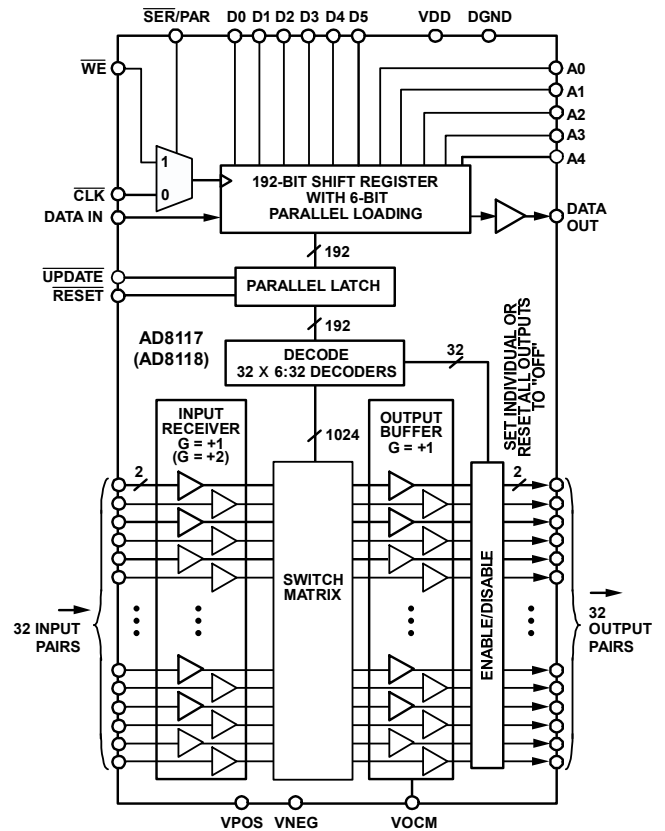 SER/PAR D0 D1 D2 D3 D4 D5 VDD DGND
WE
A0
A1
A2
A3
A4
1
0
CLK
DATA IN
192-BIT SHIFT REGISTER
WITH 6-BIT
PARALLEL LOADING
DATA
OUT
192
UPDATE
RESET
PARALLEL LATCH
192
AD8117
(AD8118)
DECODE
32 X 6:32 DECODERS
32
SET INDIVIDUAL OR
RESET ALL OUTPUTS
TO "OFF"
INPUT
RECEIVER
G = +1
(G = +2)
1024
OUTPUT
BUFFER
G = +1
2
2
SWITCH
MATRIX
ENABLE/DISABLE
32 INPUT
PAIRS
32
OUTPUT
PAIRS
VPOS VNEG VOCM